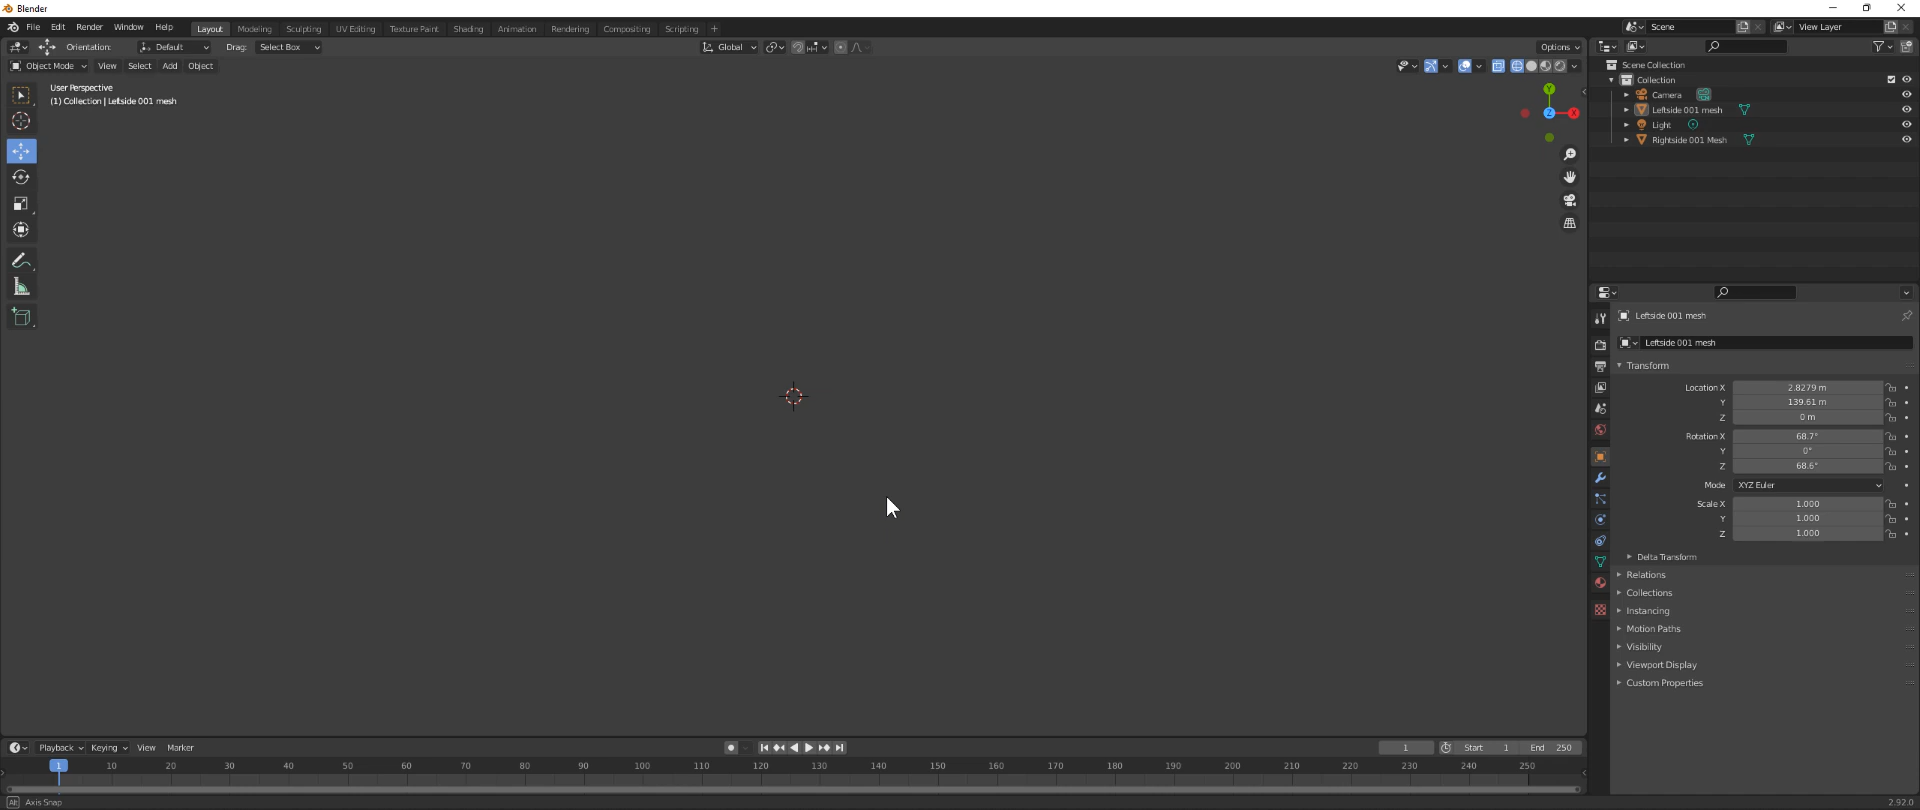 Blender
File Edit Render Window Help Layout Modeling Sculpting UV Editing Texture Paint Shading Animation Rendering Compositing Scripting + Scene View Layer
Orientation: Default Drag: Select Box Global Options
Object Mode View Select Add Object
User Perspective
(1) Collection | Leftside 001 mesh
Y
Z X
Scene Collection
Collection
Camera
Leftside 001 mesh
Light
Rightside 001 Mesh
Leftside 001 mesh
Leftside 001 mesh
Transform
Location X 2.8279 m
Y 139.61 m
Z 0 m
Rotation X 68.7°
Y 0°
Z 68.6°
Mode XYZ Euler
Scale X 1.000
Y 1.000
Z 1.000
Delta Transform
Relations
Collections
Instancing
Motion Paths
Visibility
Viewport Display
Custom Properties
Playback Keying View Marker 1 Start 1 End 250
1 10 20 30 40 50 60 70 80 90 100 110 120 130 140 150 160 170 180 190 200 210 220 230 240 250
Alt Axis Snap 2.92.0